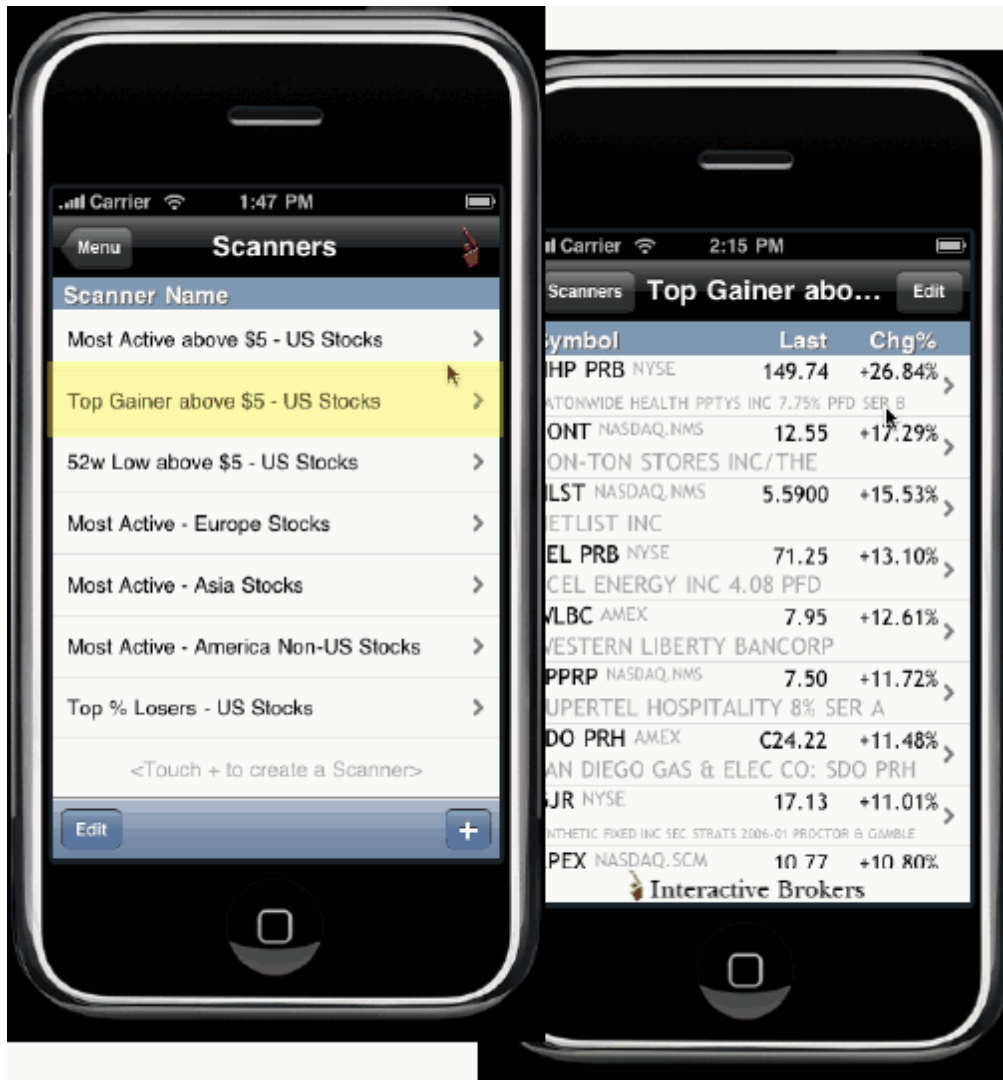 Carrier 1:47 PM
Menu Scanners
Scanner Name
Most Active above $5 - US Stocks
Top Gainer above $5 - US Stocks
52w Low above $5 - US Stocks
Most Active - Europe Stocks
Most Active - Asia Stocks
Most Active - America Non-US Stocks
Top % Losers - US Stocks
<Touch + to create a Scanner>
Edit +
Carrier 2:15 PM
Scanners Top Gainer abo... Edit
ymbol Last Chg%
HP PRB NYSE 149.74 +26.84%
ATONWIDE HEALTH PPTYS INC 7.75% PFD SER B
ONT NASDAQ.NMS 12.55 +17.29%
ON-TON STORES INC/THE
LST NASDAQ.NMS 5.5900 +15.53%
ETLIST INC
EL PRB NYSE 71.25 +13.10%
CEL ENERGY INC 4.08 PFD
LBC AMEX 7.95 +12.61%
ESTERN LIBERTY BANCORP
PPRP NASDAQ.NMS 7.50 +11.72%
UPERTEL HOSPITALITY 8% SER A
DO PRH AMEX C24.22 +11.48%
AN DIEGO GAS & ELEC CO: SDO PRH
JR NYSE 17.13 +11.01%
NTHETIC FIXED INC SEC STRATS 2006-01 PROCTOR & GAMBLE
PEX NASDAQ.SCM 10.77 +10.80%
Interactive Brokers